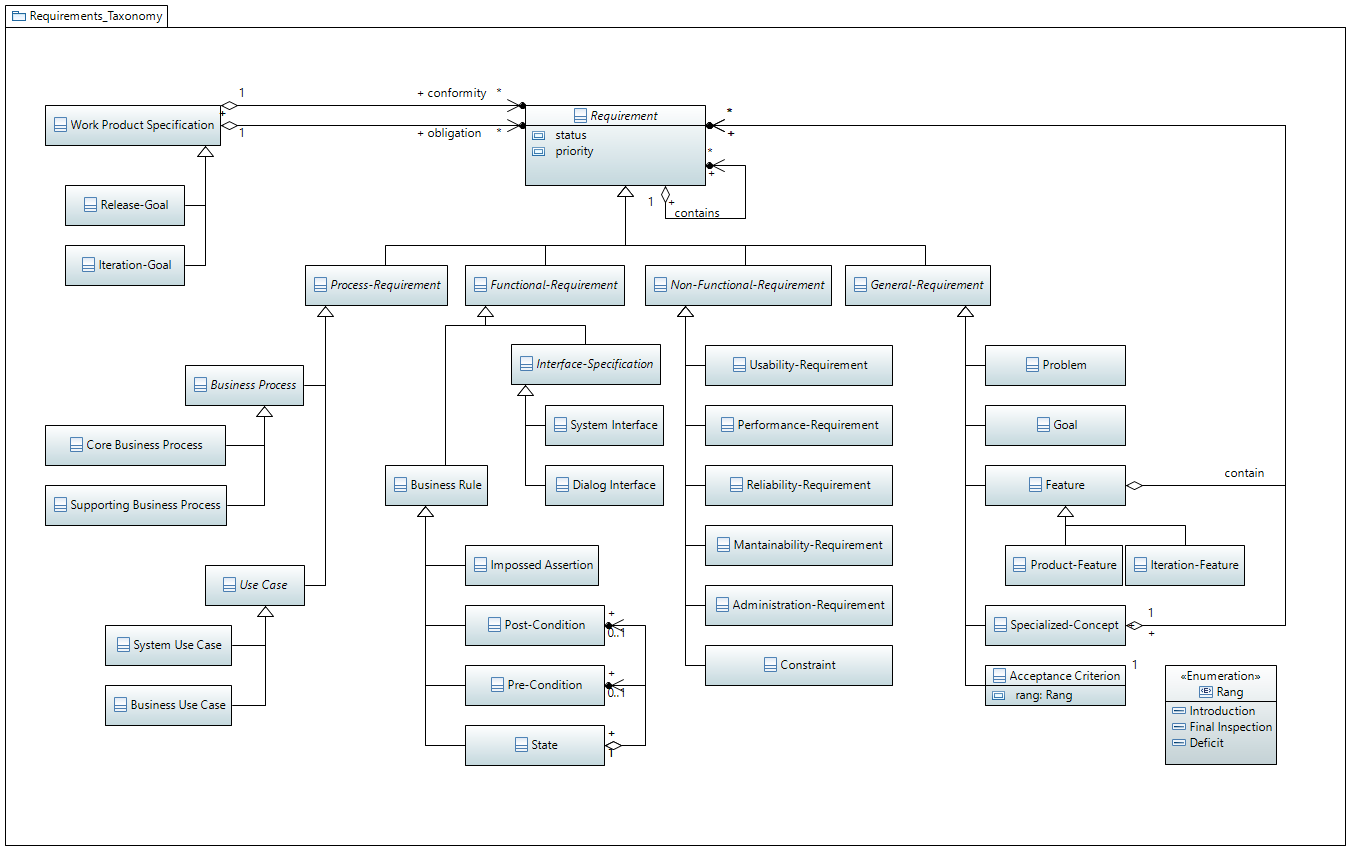 Requirements_Taxonomy
1
+ conformity *
+
Work Product Specification
1
+ obligation *
Requirement
status
priority
*
+
*
+
1
+
contains
Release-Goal
Iteration-Goal
Process-Requirement
Functional-Requirement
Non-Functional-Requirement
General-Requirement
Business Process
Core Business Process
Supporting Business Process
Use Case
System Use Case
Business Use Case
Interface-Specification
System Interface
Dialog Interface
Business Rule
Impossed Assertion
Post-Condition
+
0..1
Pre-Condition
+
0..1
State
+
1
Usability-Requirement
Performance-Requirement
Reliability-Requirement
Mantainability-Requirement
Administration-Requirement
Constraint
Problem
Goal
Feature
contain
Product-Feature
Iteration-Feature
Specialized-Concept
1
+
Acceptance Criterion
rang: Rang
1
«Enumeration»
Rang
Introduction
Final Inspection
Deficit